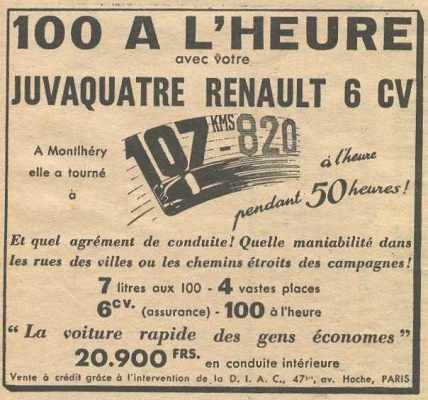 100 A L'HEURE
avec votre
JUVAQUATRE RENAULT 6 CV
A Montlhéry
elle a tourné
à
107 KMS - 820
à l'heure
pendant 50 heures!
Et quel agrément de conduite! Quelle maniabilité dans
les rues des villes ou les chemins étroits des campagnes!
7 litres aux 100 - 4 vastes places
6 CV. (assurance) - 100 à l'heure
"La voiture rapide des gens économes"
20.900 FRS. en conduite intérieure
Vente à crédit grâce à l'intervention de la D. I. A. C., 47bis, av. Hoche, PARIS